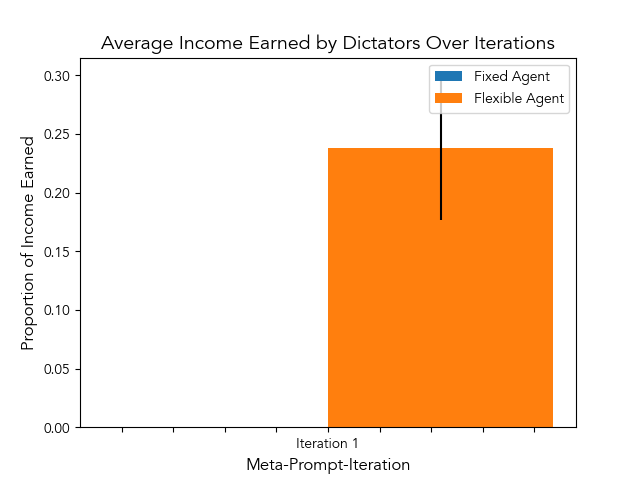 Average Income Earned by Dictators Over Iterations
Fixed Agent
Flexible Agent
Proportion of Income Earned
0.30
0.25
0.20
0.15
0.10
0.05
0.00
Iteration 1
Meta-Prompt-Iteration